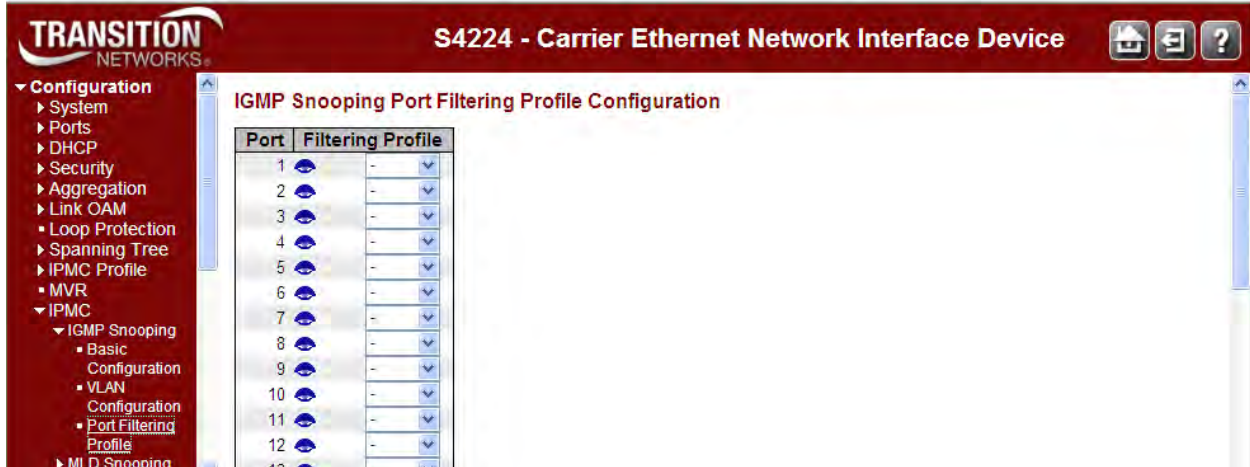 TRANSITION
NETWORKS®
S4224 - Carrier Ethernet Network Interface Device
?
Configuration
System
Ports
DHCP
Security
Aggregation
Link OAM
Loop Protection
Spanning Tree
IPMC Profile
MVR
IPMC
IGMP Snooping
Basic
Configuration
VLAN
Configuration
Port Filtering
Profile
MLD Snooping
IGMP Snooping Port Filtering Profile Configuration
Port Filtering Profile
1 -
2 -
3 -
4 -
5 -
6 -
7 -
8 -
9 -
10 -
11 -
12 -